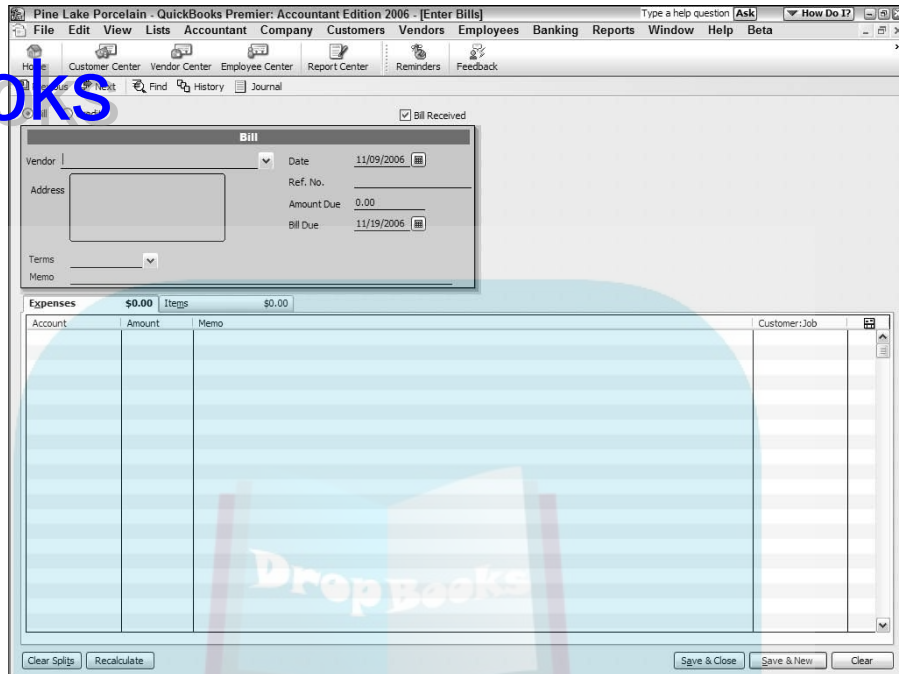 Pine Lake Porcelain - QuickBooks Premier: Accountant Edition 2006 - [Enter Bills] Type a help question Ask How Do I?
File Edit View Lists Accountant Company Customers Vendors Employees Banking Reports Window Help Beta
Customer Center Vendor Center Employee Center Report Center Reminders Feedback
oks
Next Find History Journal
Bill Received
Bill
Vendor Date 11/09/2006
Address Ref. No.
Amount Due 0.00
Bill Due 11/19/2006
Terms
Memo
Expenses $0.00 Items $0.00
Account Amount Memo Customer:Job
DropBooks
Clear Splits Recalculate Save & Close Save & New Clear